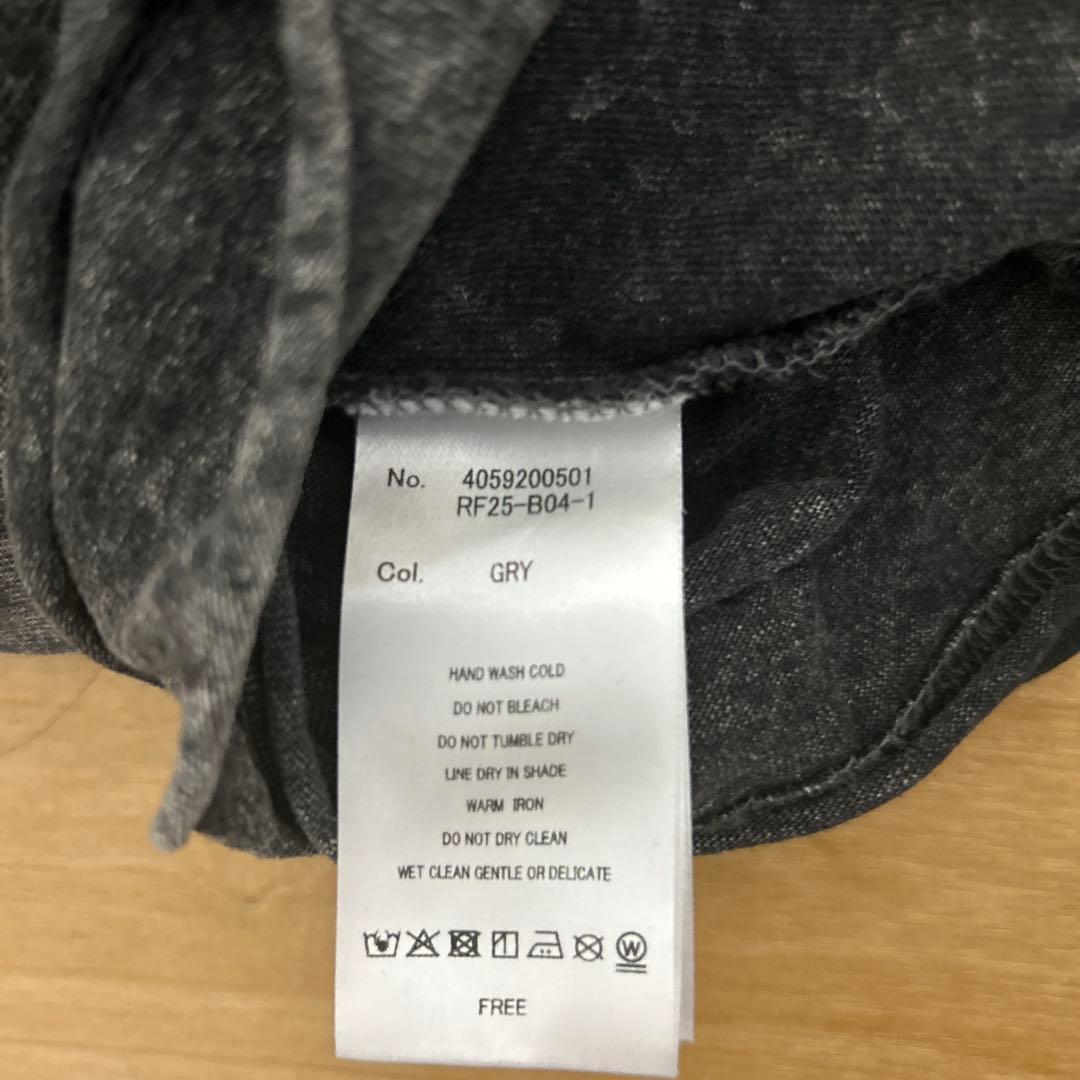 No. 4059200501
RF25-B04-1
Col. GRY
HAND WASH COLD
DO NOT BLEACH
DO NOT TUMBLE DRY
LINE DRY IN SHADE
WARM IRON
DO NOT DRY CLEAN
WET CLEAN GENTLE OR DELICATE
W
FREE